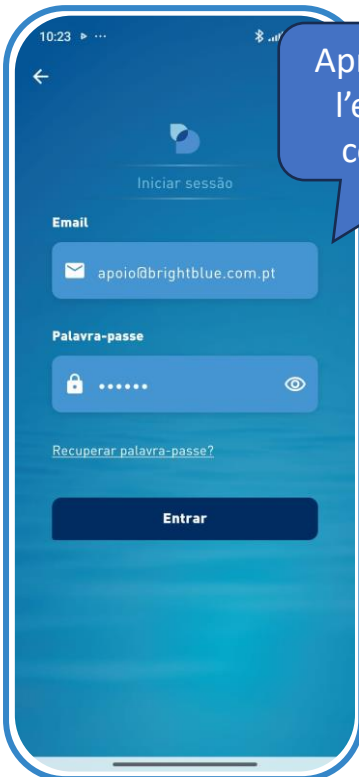 10:23
Iniciar sessão
Email
apoio@brightblue.com.pt
Palavra-passe
••••••
Recuperar palavra-passe?
Entrar